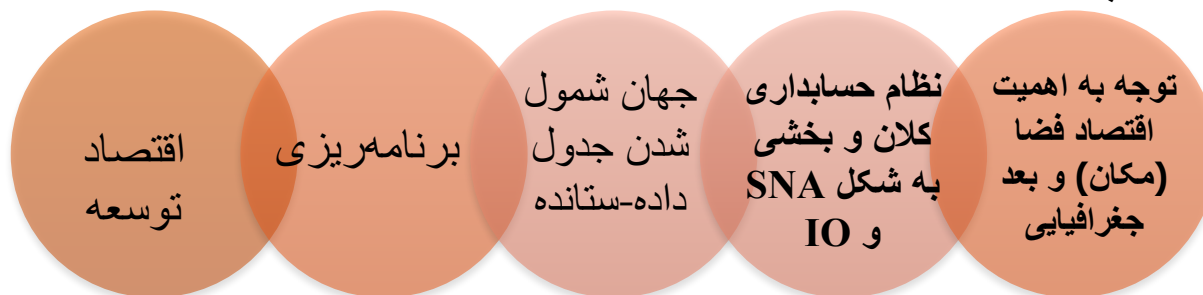 توجه به اهمیت
اقتصاد فضا
(مکان) و بعد
جغرافیایی
نظام حسابداری
کلان و بخشی
به شکل SNA
و IO
جهان شمول
شدن جدول
داده-ستانده
برنامه‌ریزی
اقتصاد
توسعه